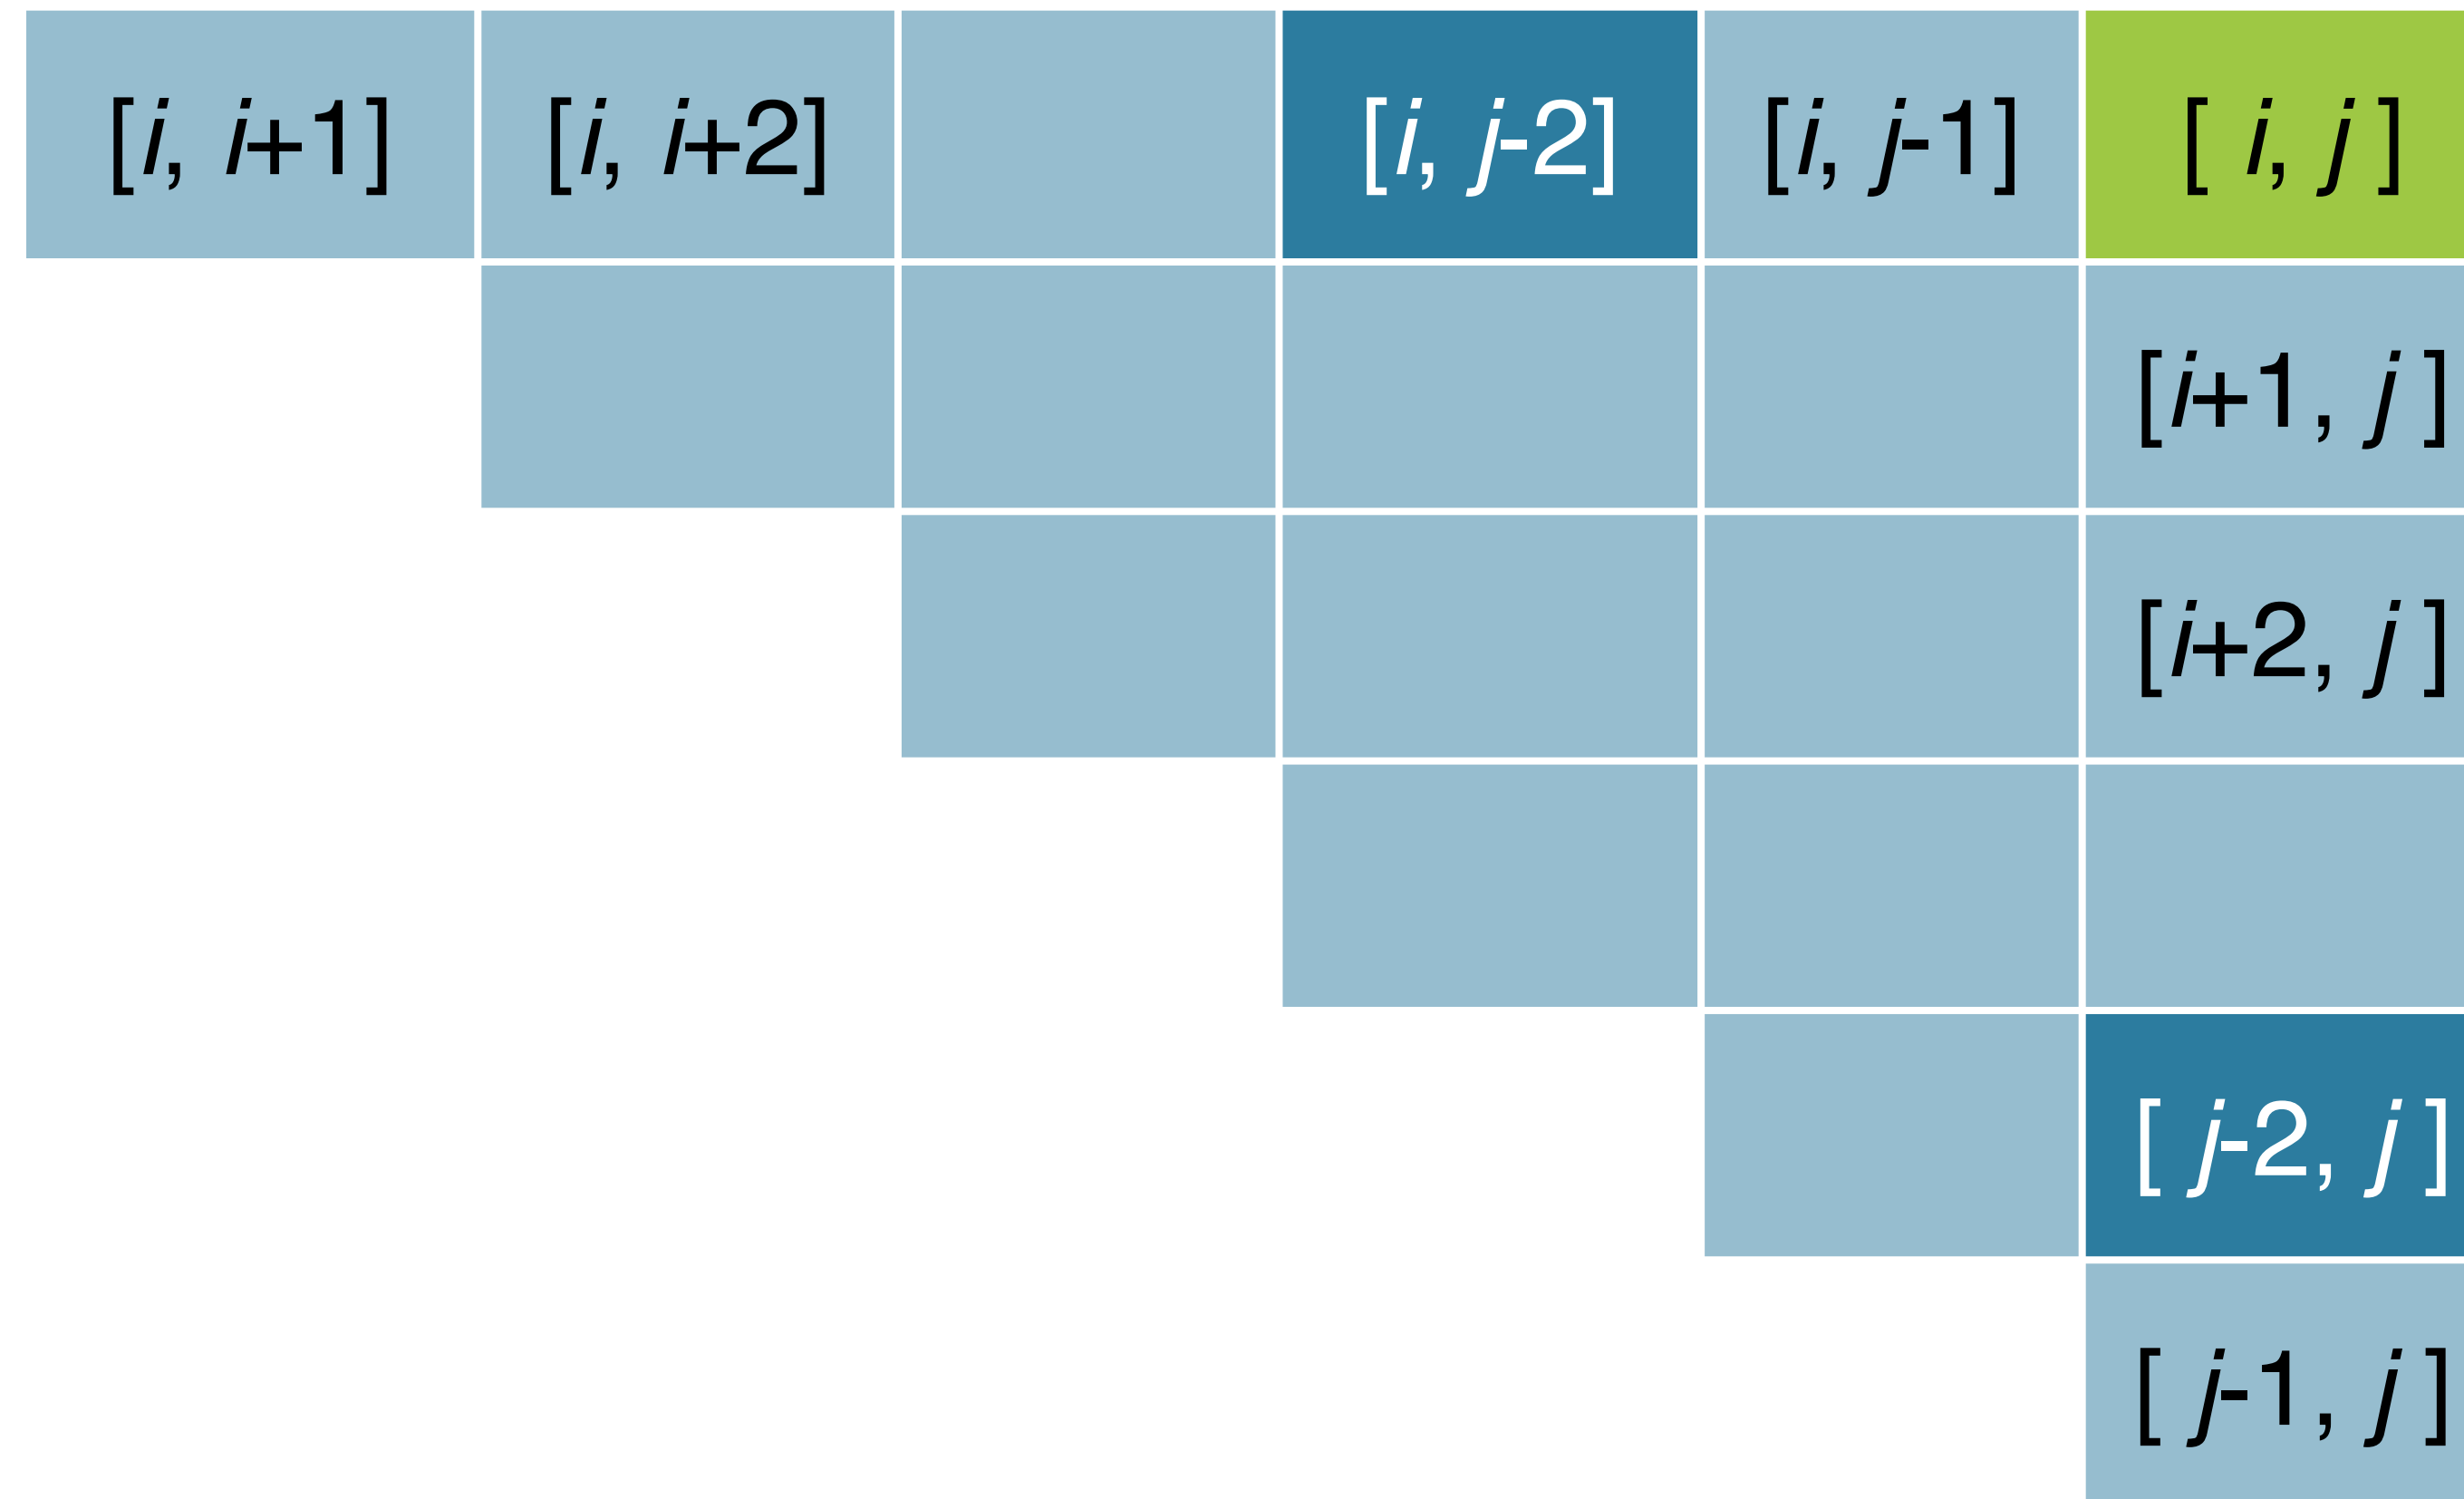 [i, i+1] [i, i+2] [i, j-2] [i, j-1] [ i, j ]
[i+1, j ]
[i+2, j ]
[ j-2, j ]
[ j-1, j ]